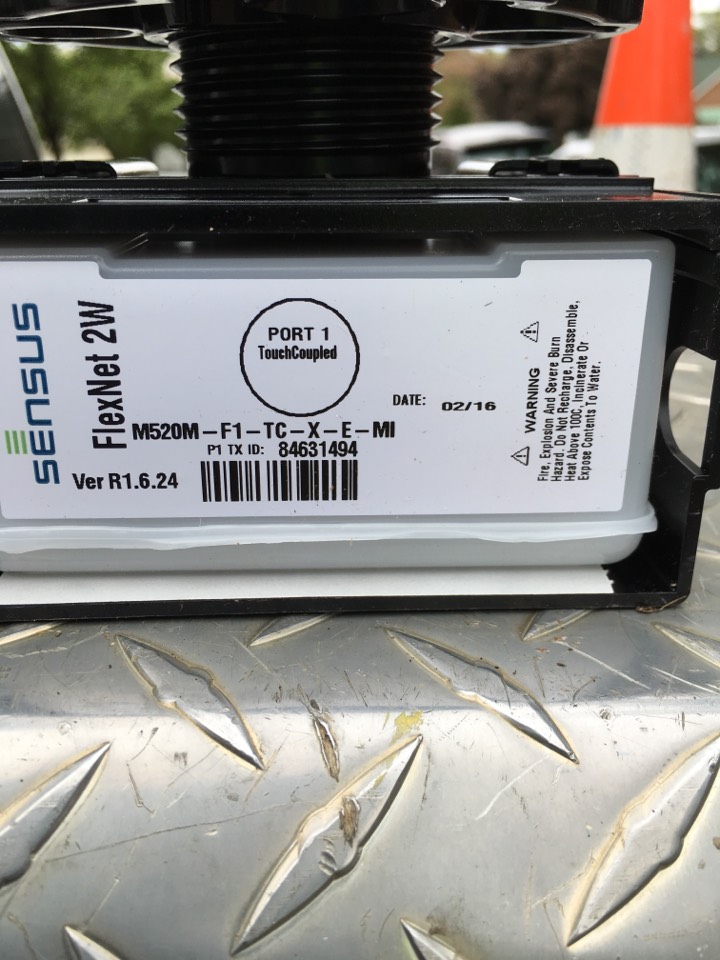 SENSUS
FlexNet 2W
PORT 1
TouchCoupled
DATE: 02/16
M520M-F1-TC-X-E-MI
P1 TX ID: 84631494
Ver R1.6.24
WARNING
Fire, Explosion And Severe Burn
Hazard. Do Not Recharge, Disassemble,
Heat Above 100C, Incinerate Or
Expose Contents To Water.